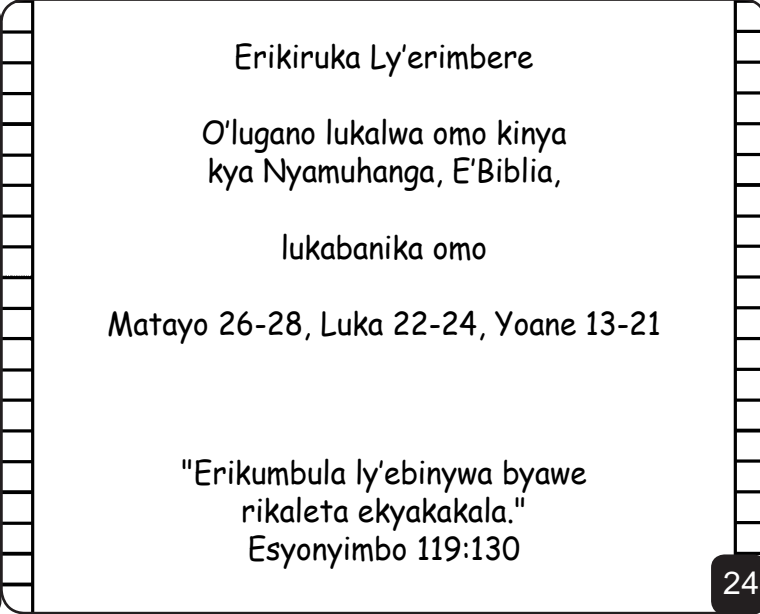 Erikiruka Ly'erimbere
O'lugano lukalwa omo kinya
kya Nyamuhanga, E'Biblia,
lukabanika omo
Matayo 26-28, Luka 22-24, Yoane 13-21
"Erikumbula ly'ebinywa byawe
rikaleta ekyakakala."
Esyonyimbo 119:130
24